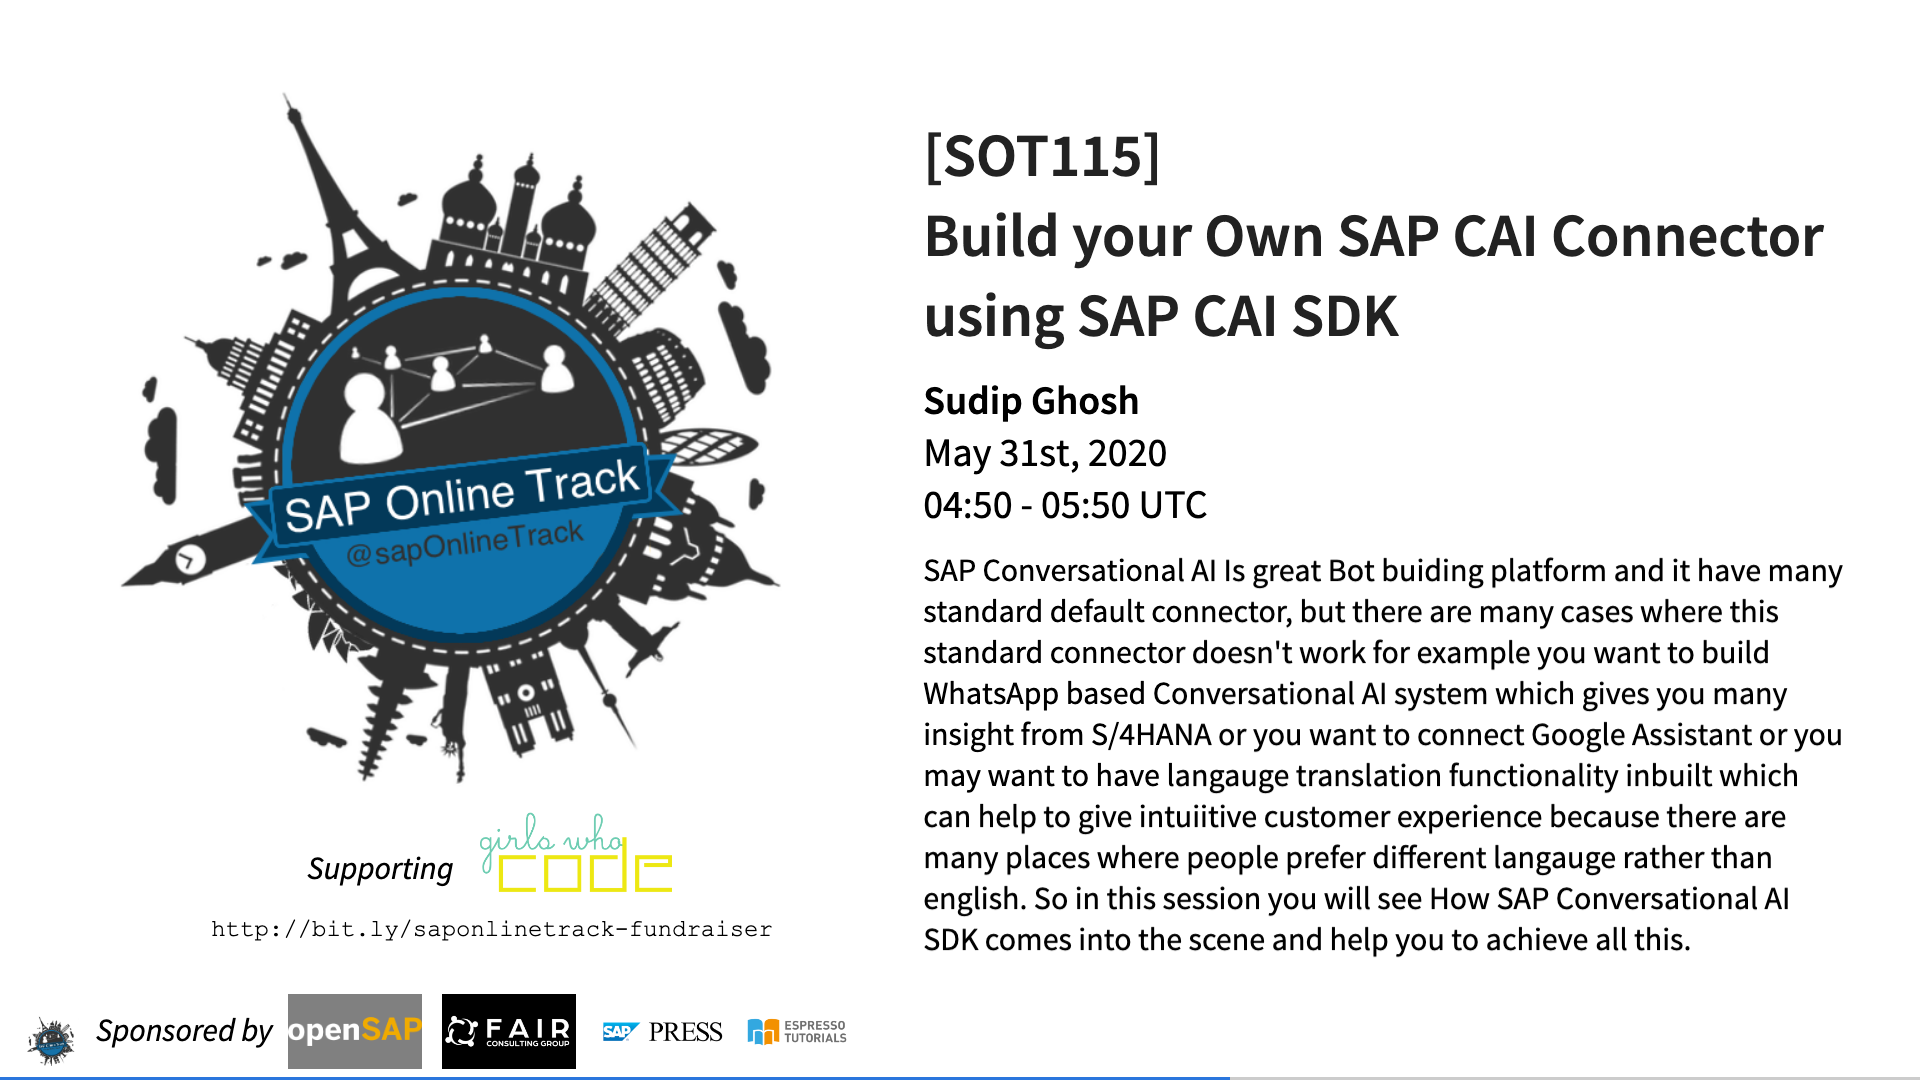 SAP Online Track
@sapOnlineTrack
Supporting
girls who
code
http://bit.ly/saponlinetrack-fundraiser
[SOT115]
Build your Own SAP CAI Connector
using SAP CAI SDK
Sudip Ghosh
May 31st, 2020
04:50 - 05:50 UTC
SAP Conversational AI Is great Bot buiding platform and it have many
standard default connector, but there are many cases where this
standard connector doesn't work for example you want to build
WhatsApp based Conversational AI system which gives you many
insight from S/4HANA or you want to connect Google Assistant or you
may want to have langauge translation functionality inbuilt which
can help to give intuiitive customer experience because there are
many places where people prefer different langauge rather than
english. So in this session you will see How SAP Conversational AI
SDK comes into the scene and help you to achieve all this.
Sponsored by
openSAP
FAIR
CONSULTING GROUP
SAP PRESS
ESPRESSO
TUTORIALS